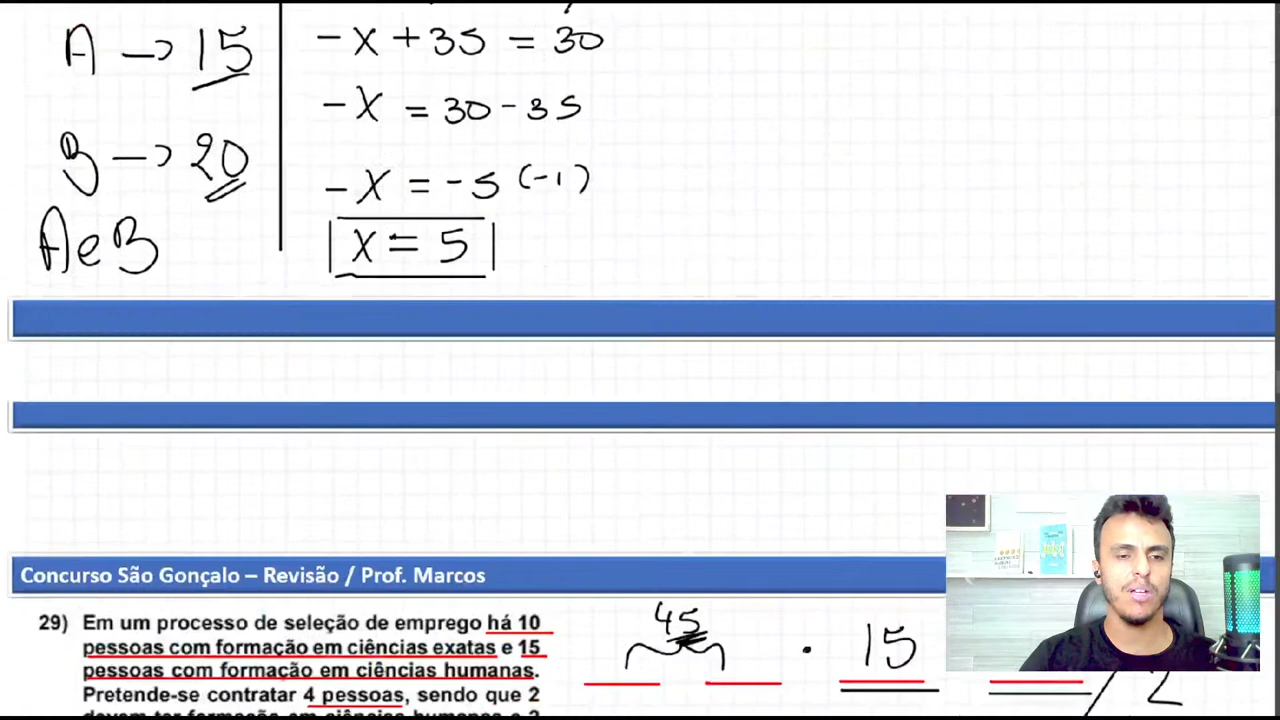 A → 15
B → 20
A e B
-x + 35 = 30
-x = 30 - 35
-x = -5 (-1)
x = 5
Concurso São Gonçalo – Revisão / Prof. Marcos
29) Em um processo de seleção de emprego há 10
pessoas com formação em ciências exatas e 15
pessoas com formação em ciências humanas.
Pretende-se contratar 4 pessoas, sendo que 2
45
· 15
/ 2